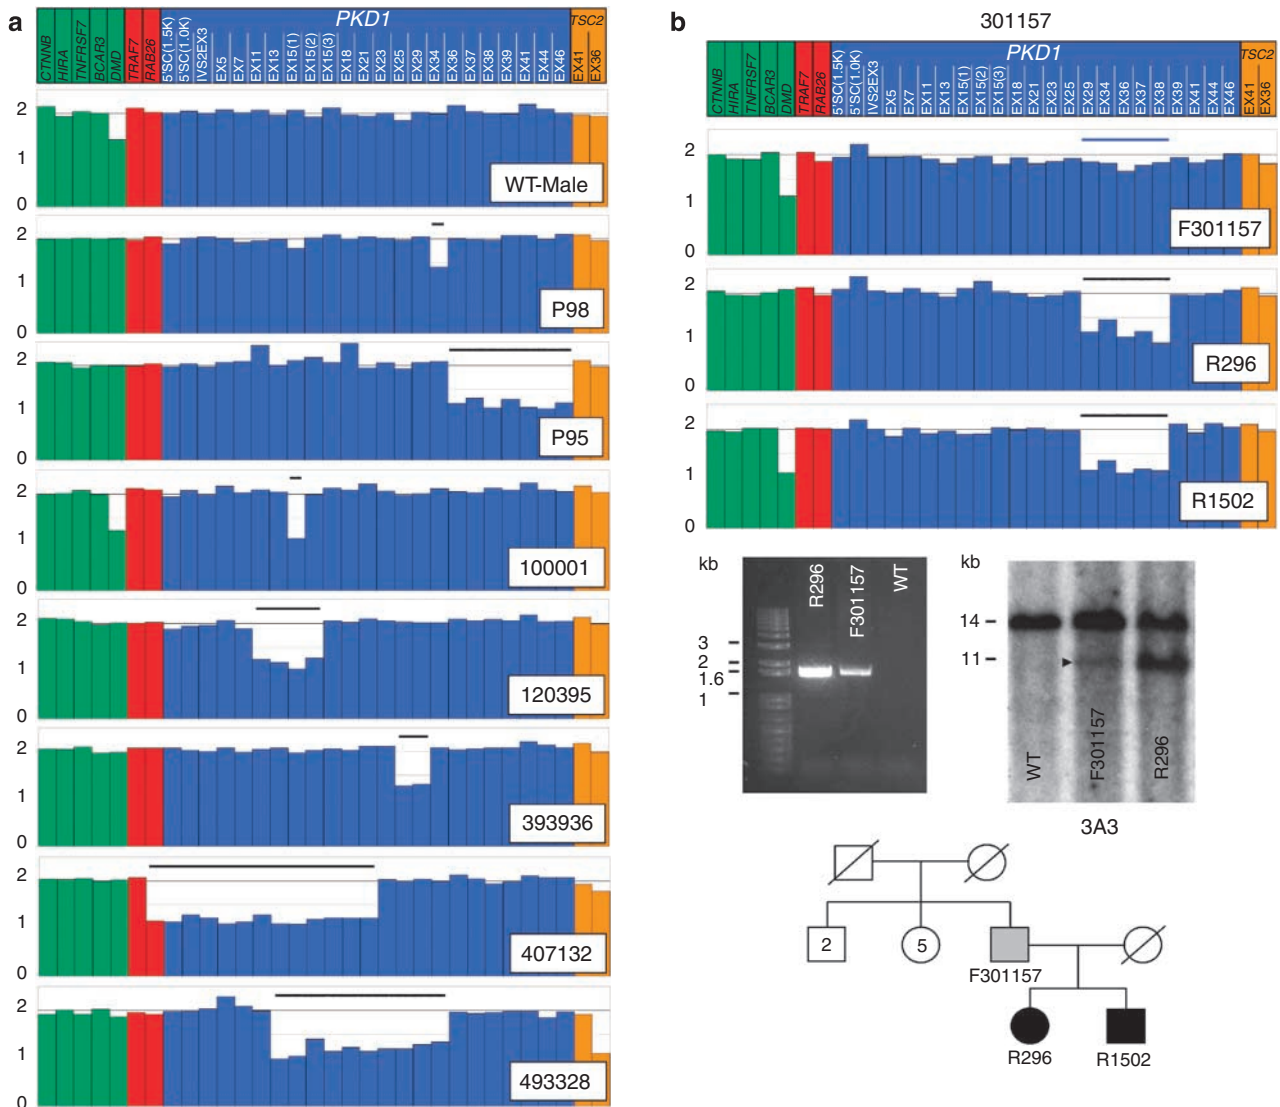 a
PKD1
TSC2
CTNNB
HIRA
TNFRSF7
BCAR3
DMD
TRAF7
RAB26
5'SC(1.5K)
5'SC(1.0K)
IVS2EX3
EX5
EX7
EX11
EX13
EX15(1)
EX15(2)
EX15(3)
EX18
EX21
EX23
EX25
EX29
EX34
EX36
EX37
EX38
EX39
EX41
EX44
EX46
EX41
EX36
2
1
0
WT-Male
2
1
0
P98
2
1
0
P95
2
1
0
100001
2
1
0
120395
2
1
0
393936
2
1
0
407132
2
1
0
493328
b
301157
PKD1
TSC2
CTNNB
HIRA
TNFRSF7
BCAR3
DMD
TRAF7
RAB26
5'SC(1.5K)
5'SC(1.0K)
IVS2EX3
EX5
EX7
EX11
EX13
EX15(1)
EX15(2)
EX15(3)
EX18
EX21
EX23
EX25
EX29
EX34
EX36
EX37
EX38
EX39
EX41
EX44
EX46
EX41
EX36
2
1
0
F301157
2
1
0
R296
2
1
0
R1502
kb
R296
F301157
WT
3
2
1.6
1
kb
14
11
WT
F301157
R296
3A3
2
5
F301157
R296
R1502